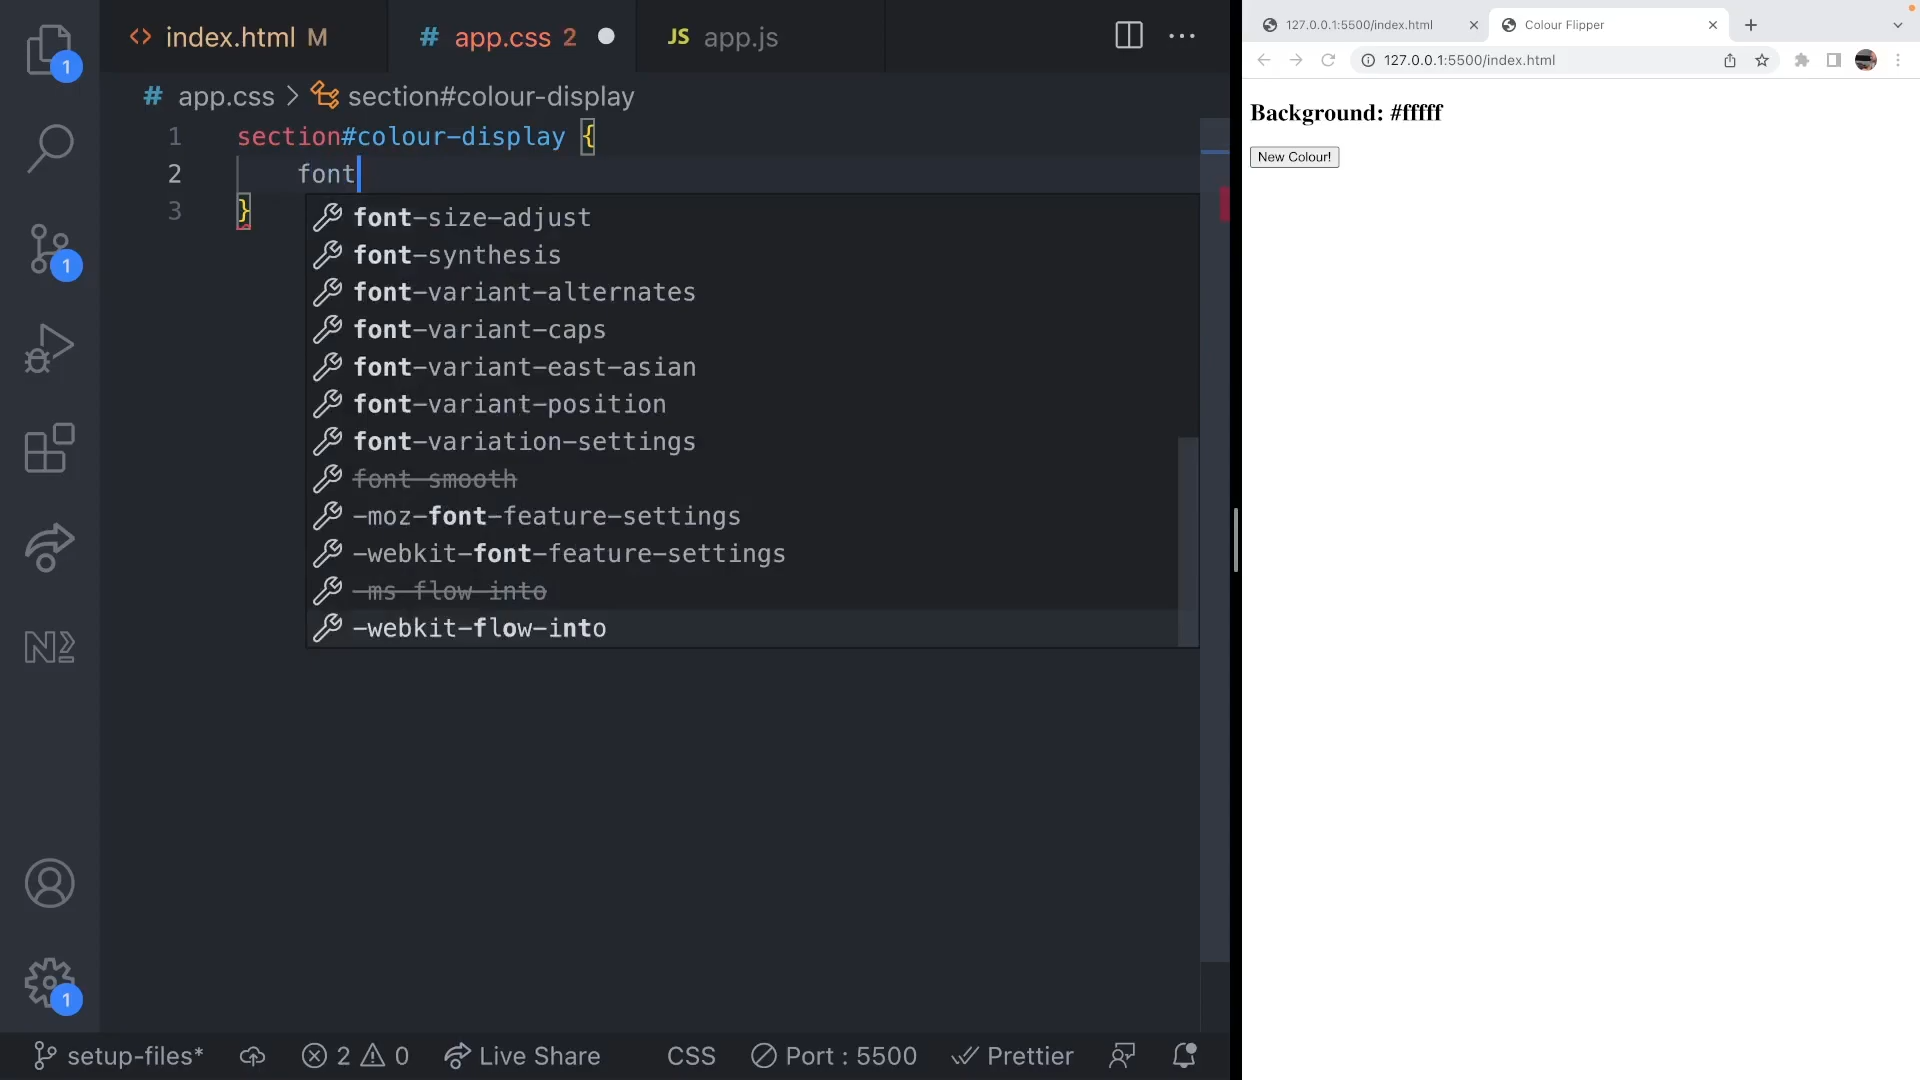 index.html M
app.css 2
JS app.js
app.css > section#colour-display
1 section#colour-display {
2 font
3 }
font-size-adjust
font-synthesis
font-variant-alternates
font-variant-caps
font-variant-east-asian
font-variant-position
font-variation-settings
font-smooth
-moz-font-feature-settings
-webkit-font-feature-settings
-ms-flow-into
-webkit-flow-into
1
1
1
setup-files* 2 0 Live Share CSS Port : 5500 Prettier
127.0.0.1:5500/index.html
Colour Flipper
127.0.0.1:5500/index.html
Background: #fffff
New Colour!